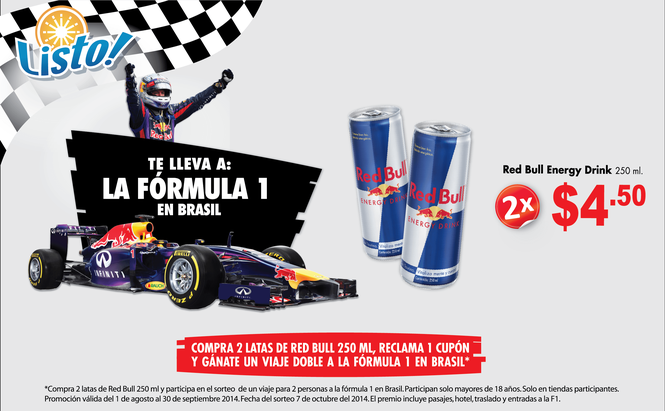 Listo!
TE LLEVA A:
LA FÓRMULA 1
EN BRASIL
INFINITI
Red Bull
ENERGY DRINK
Red Bull
ENERGY DRINK
Red Bull Energy Drink 250 ml.
2x $4.50
COMPRA 2 LATAS DE RED BULL 250 ML, RECLAMA 1 CUPÓN
Y GÁNATE UN VIAJE DOBLE A LA FÓRMULA 1 EN BRASIL*
*Compra 2 latas de Red Bull 250 ml y participa en el sorteo de un viaje para 2 personas a la fórmula 1 en Brasil. Participan solo mayores de 18 años. Solo en tiendas participantes.
Promoción válida del 1 de agosto al 30 de septiembre 2014. Fecha del sorteo 7 de octubre del 2014. El premio incluye pasajes, hotel, traslado y entradas a la F1.